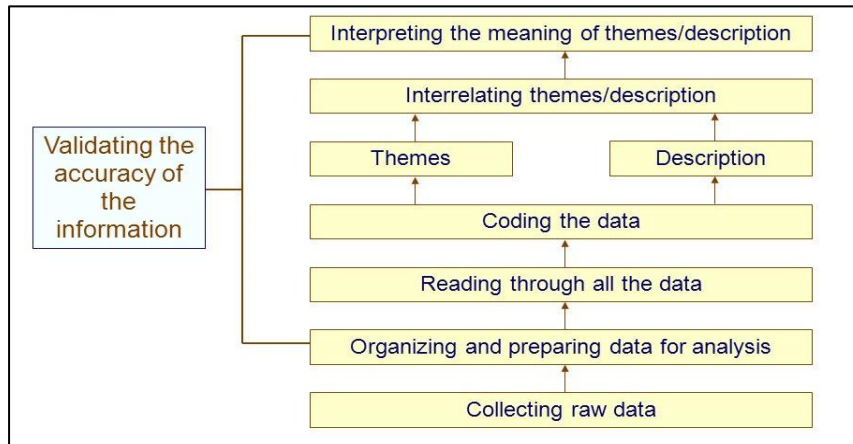 Interpreting the meaning of themes/description
Interrelating themes/description
Validating the
accuracy of
the
information
Themes
Description
Coding the data
Reading through all the data
Organizing and preparing data for analysis
Collecting raw data